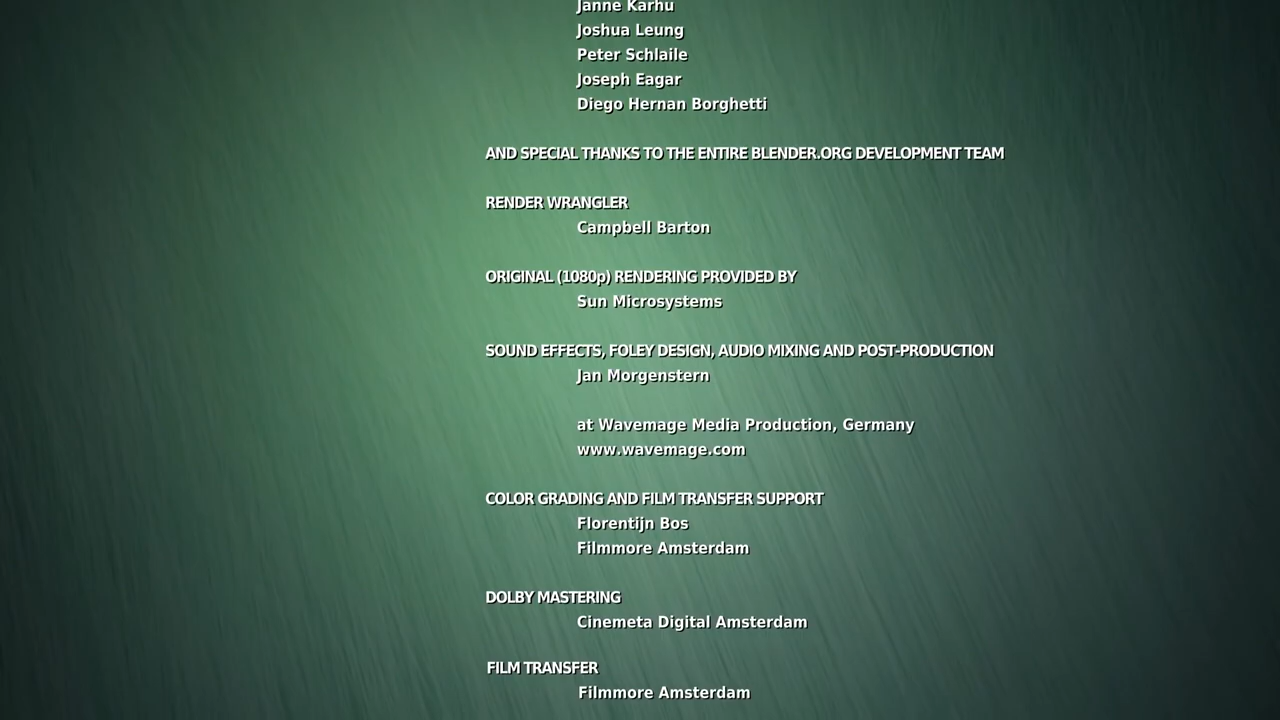 Janne Karhu
Joshua Leung
Peter Schlaile
Joseph Eagar
Diego Hernan Borghetti
AND SPECIAL THANKS TO THE ENTIRE BLENDER.ORG DEVELOPMENT TEAM
RENDER WRANGLER
Campbell Barton
ORIGINAL (1080p) RENDERING PROVIDED BY
Sun Microsystems
SOUND EFFECTS, FOLEY DESIGN, AUDIO MIXING AND POST-PRODUCTION
Jan Morgenstern
at Wavemage Media Production, Germany
www.wavemage.com
COLOR GRADING AND FILM TRANSFER SUPPORT
Florentijn Bos
Filmmore Amsterdam
DOLBY MASTERING
Cinemeta Digital Amsterdam
FILM TRANSFER
Filmmore Amsterdam